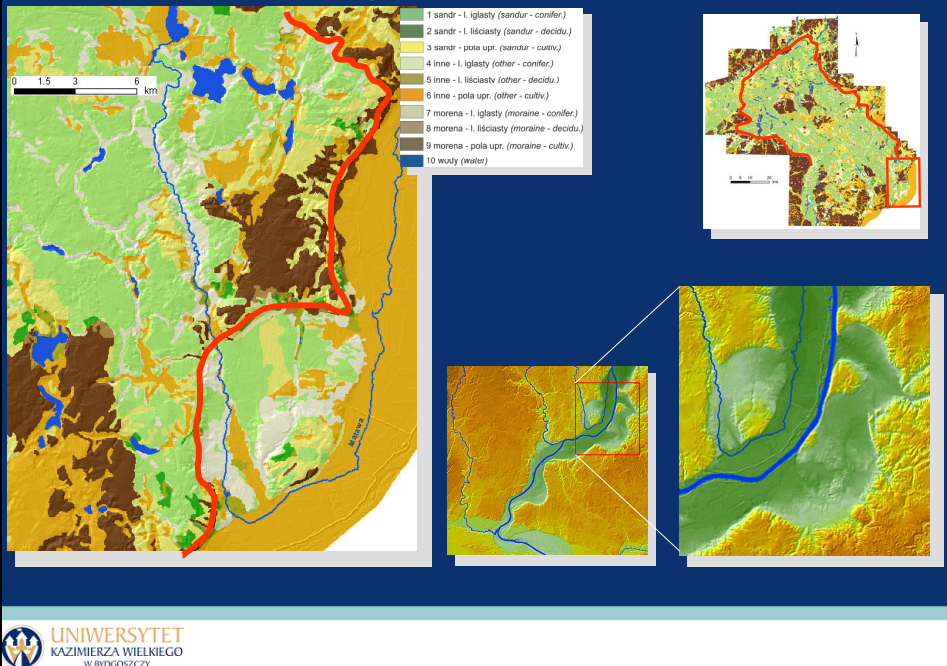 1 sandr - l. iglasty (sandur - conifer.)
2 sandr - l. liściasty (sandur - decidu.)
3 sandr - pola upr. (sandur - cultiv.)
4 inne - l. iglasty (other - conifer.)
5 inne - l. liściasty (other - decidu.)
6 inne - pola upr. (other - cultiv.)
7 morena - l. iglasty (moraine - conifer.)
8 morena - l. liściasty (moraine - decidu.)
9 morena - pola upr. (moraine - cultiv.)
10 wody (water)
0 1.5 3 6
km
Mątawa
UNIWERSYTET
KAZIMIERZA WIELKIEGO
W BYDGOSZCZY